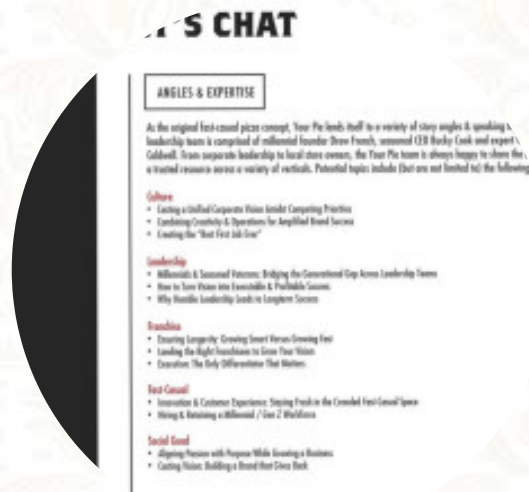 'S CHAT
ANGLES & EXPERTISE
As the original fast-casual pizza concept, Your Pie lends itself to a variety of story angles & speaking
leadership team is comprised of millennial founder Drew French, seasoned CEO Bucky Cook and expert
Caldwell. From corporate leadership to local store owners, the Your Pie team is always happy to share the
a trusted resource across a variety of verticals. Potential topics include (but are not limited to) the following
Culture
• Casting a Unified Corporate Vision Amidst Competing Priorities
• Combining Creativity & Operations for Amplified Brand Success
• Creating the "Best First Job Ever"
Leadership
• Millennials & Seasoned Veterans: Bridging the Generational Gap Across Leadership Teams
• How to Turn Vision into Executable & Profitable Success
• Why Humble Leadership Leads to Longterm Success
Franchise
• Ensuring Longevity: Growing Smart Versus Growing Fast
• Landing the Right Franchisees to Grow Your Vision
• Execution: The Only Differentiator That Matters
Fast-Casual
• Innovation & Customer Experience: Staying Fresh in the Crowded Fast-Casual Space
• Hiring & Retaining a Millennial / Gen Z Workforce
Social Good
• Aligning Passion with Purpose While Growing a Business
• Casting Vision: Building a Brand that Gives Back